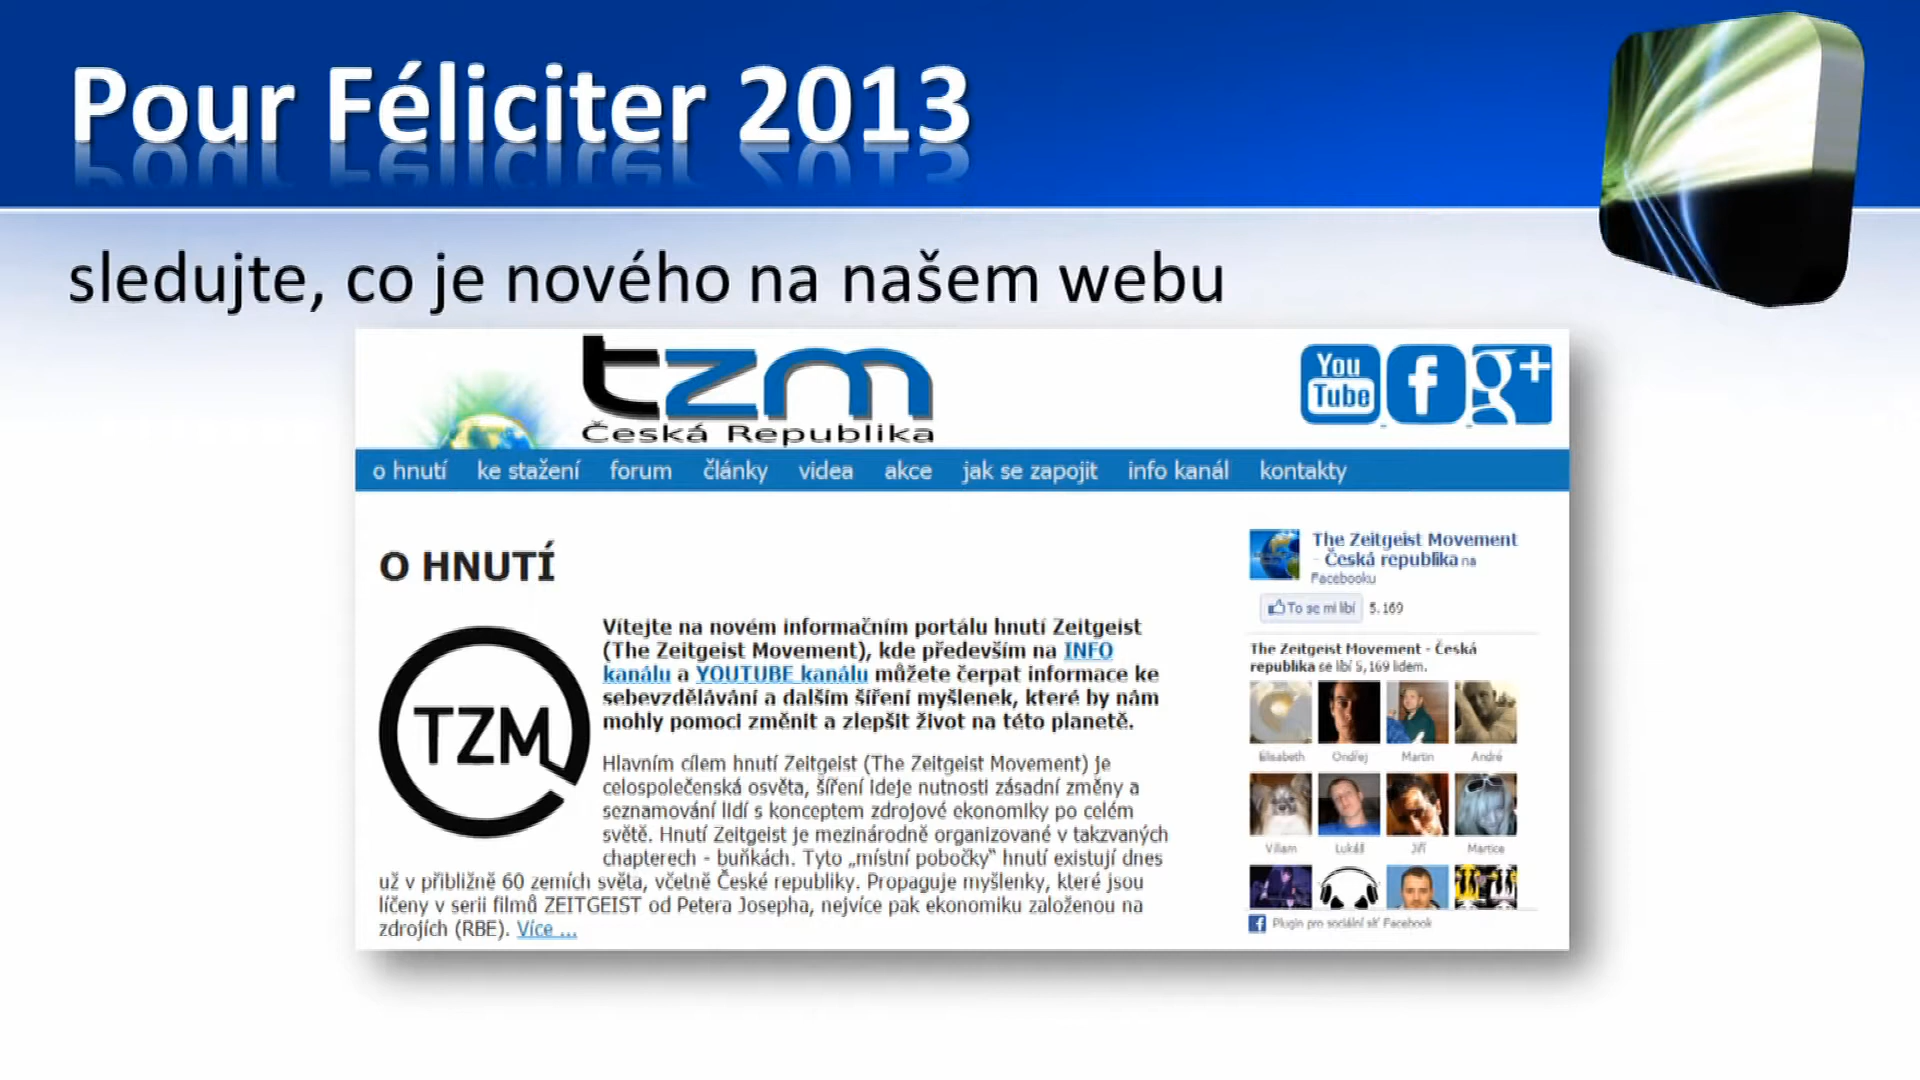 Pour Féliciter 2013
sledujte, co je nového na našem webu
tzm
Česká Republika
You
Tube
f
g+
o hnutí ke stažení forum články videa akce jak se zapojit info kanál kontakty
O HNUTÍ
TZM
Vítejte na novém informačním portálu hnutí Zeitgeist
(The Zeitgeist Movement), kde především na INFO
kanálu a YOUTUBE kanálu můžete čerpat informace ke
sebevzdělávání a dalším šíření myšlenek, které by nám
mohly pomoci změnit a zlepšit život na této planetě.
Hlavním cílem hnutí Zeitgeist (The Zeitgeist Movement) je
celospolečenská osvěta, šíření ideje nutnosti zásadní změny a
seznamování lidí s konceptem zdrojové ekonomiky po celém
světě. Hnutí Zeitgeist je mezinárodně organizované v takzvaných
chapterech - buňkách. Tyto „místní pobočky“ hnutí existují dnes
už v přibližně 60 zemích světa, včetně České republiky. Propaguje myšlenky, které jsou
líčeny v serii filmů ZEITGEIST od Petera Josepha, nejvíce pak ekonomiku založenou na
zdrojích (RBE). Více ...
The Zeitgeist Movement
- Česká republika na
Facebooku
To se mi líbí 5.169
The Zeitgeist Movement - Česká
republika se líbí 5,169 lidem.
Elisabeth Ondřej Martin André
Viliam Lukáš Jiří Martice
f Plugin pro sociální síť Facebook